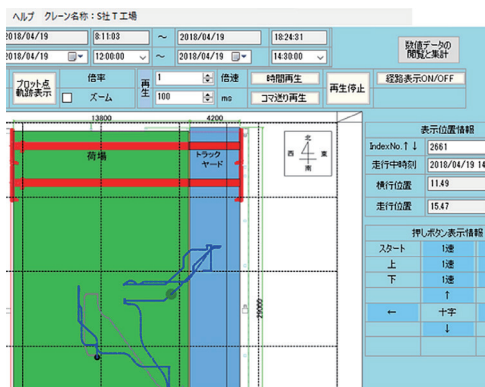 ヘルプ クレーン名称：S社T工場
2018/04/19 8:11:03 ～ 2018/04/19 18:24:31
2018/04/19 12:00:00 ～ 2018/04/19 14:30:00
数値データの
閲覧と集計
プロット点
軌跡表示
倍率
ズーム
再
生
1 倍速
100 ms
時間再生
コマ送り再生
再生停止
経路表示ON/OFF
13800 4200
荷場
トラック
ヤード
北
西 東
南
29000
表示位置情報
IndexNo.↑↓ 2661
走行中時刻 2018/04/19 14
横行位置 11.49
走行位置 15.47
押しボタン表示情報
スタート 1速
上 1速
下 1速
↑
← 十字
↓